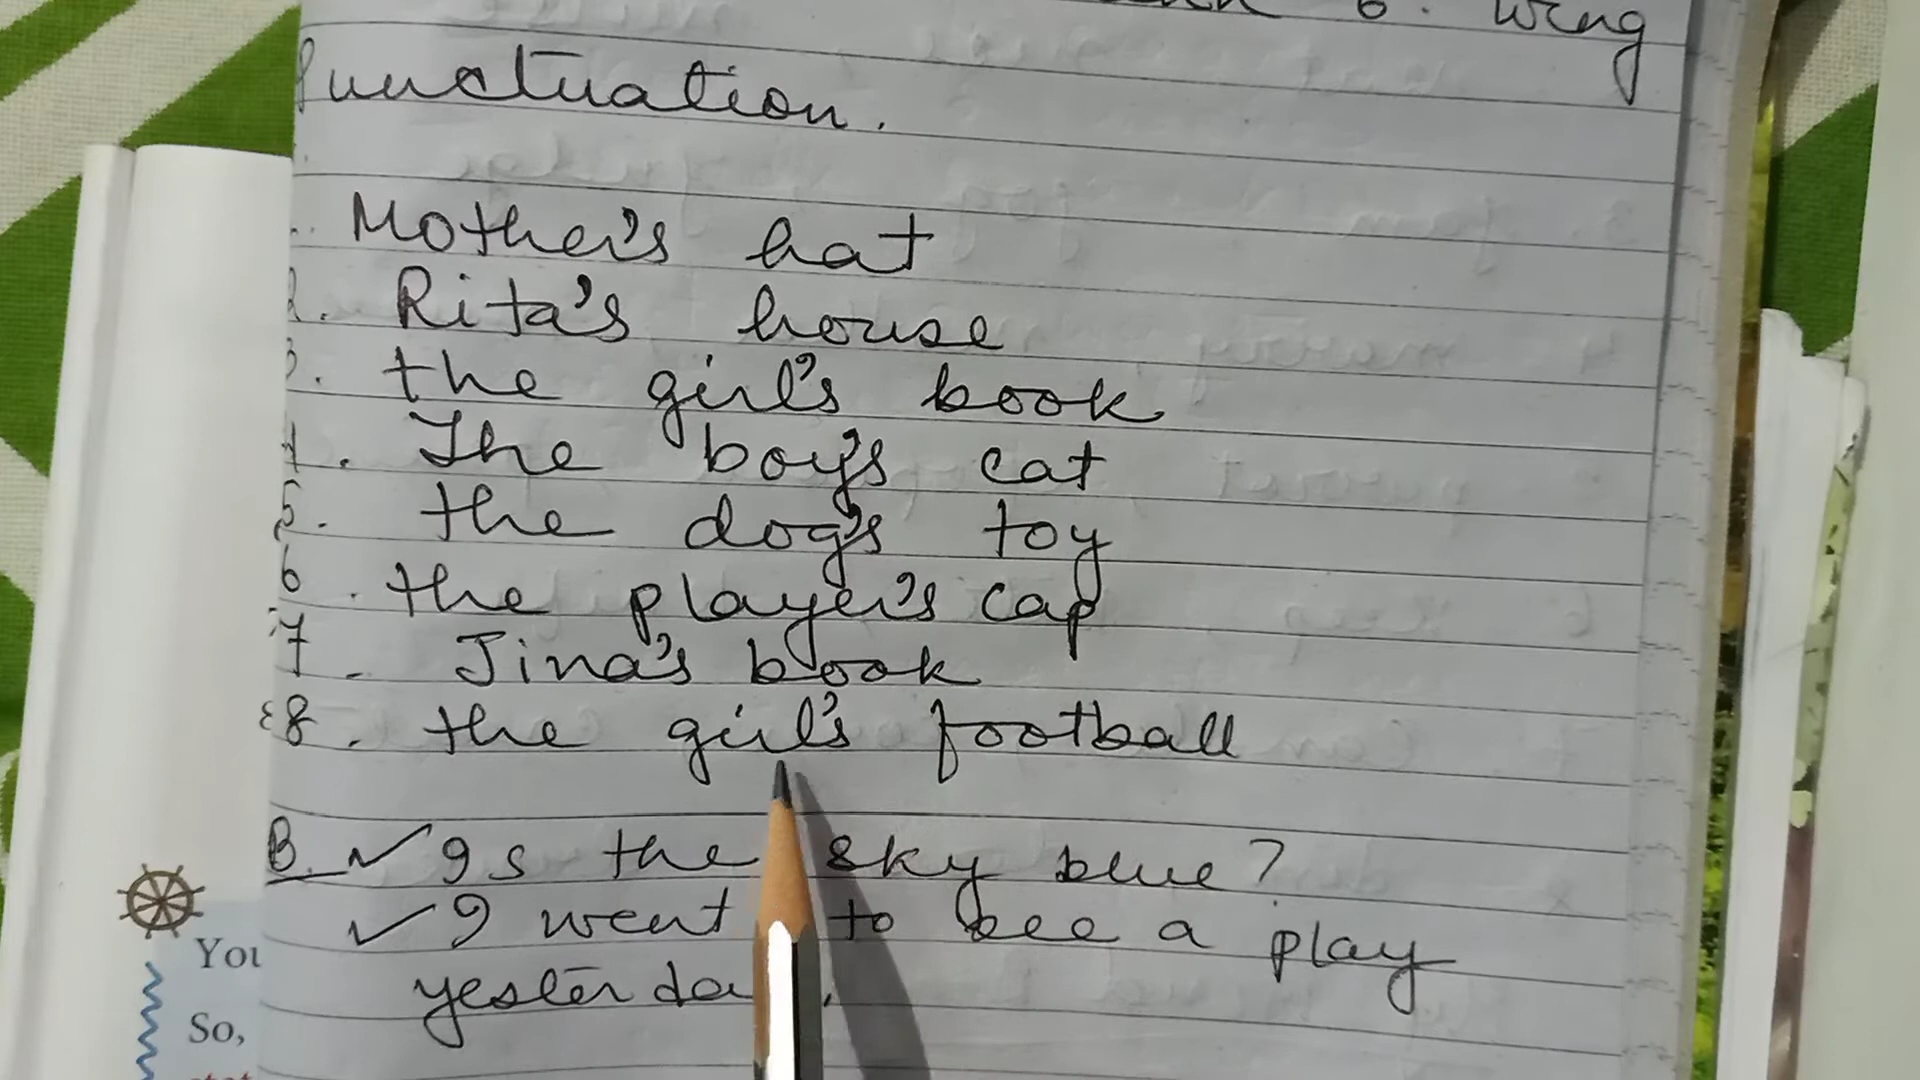 6. Using
Punctuation.
Mother's hat
2. Rita's house
3. the girl's book
4. The boy's cat
5. the dog's toy
6. the player's cap
7. Jina's book
8. the girl's football
B. ✓ Is the sky blue?
✓ I went to see a play
yesterday.
You
So,